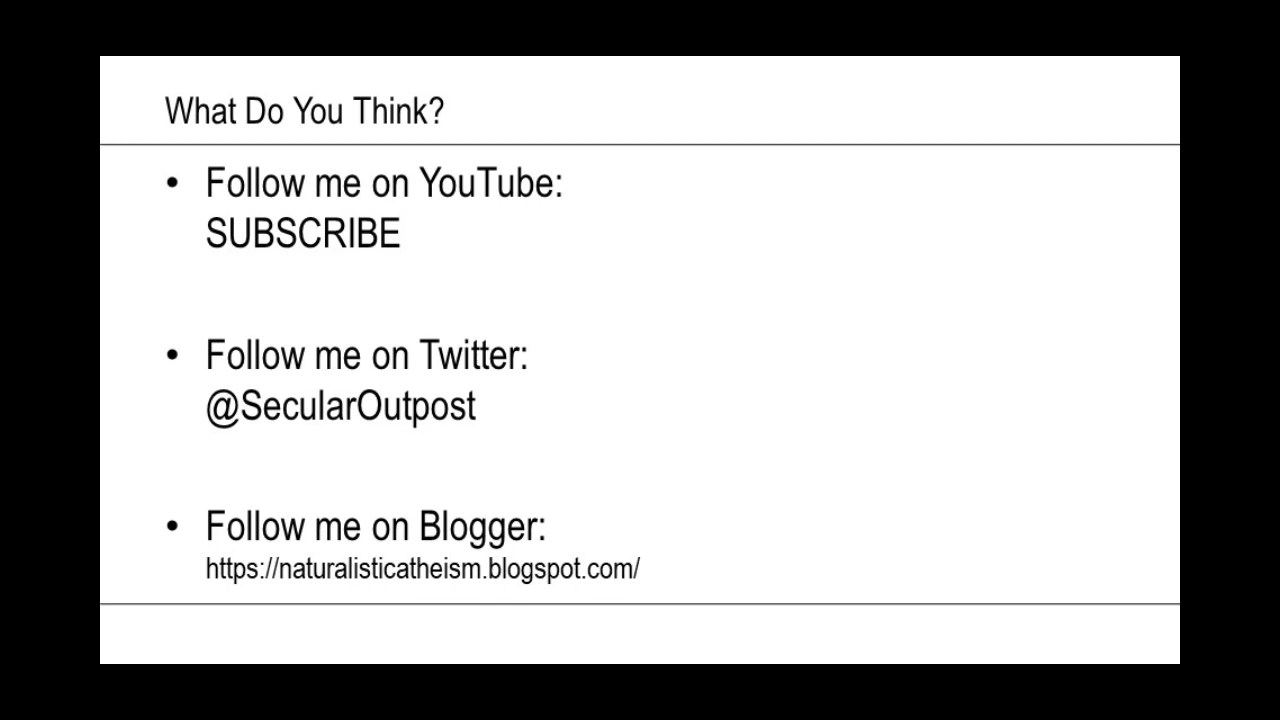 What Do You Think?
• Follow me on YouTube:
SUBSCRIBE
• Follow me on Twitter:
@SecularOutpost
• Follow me on Blogger:
https://naturalisticatheism.blogspot.com/